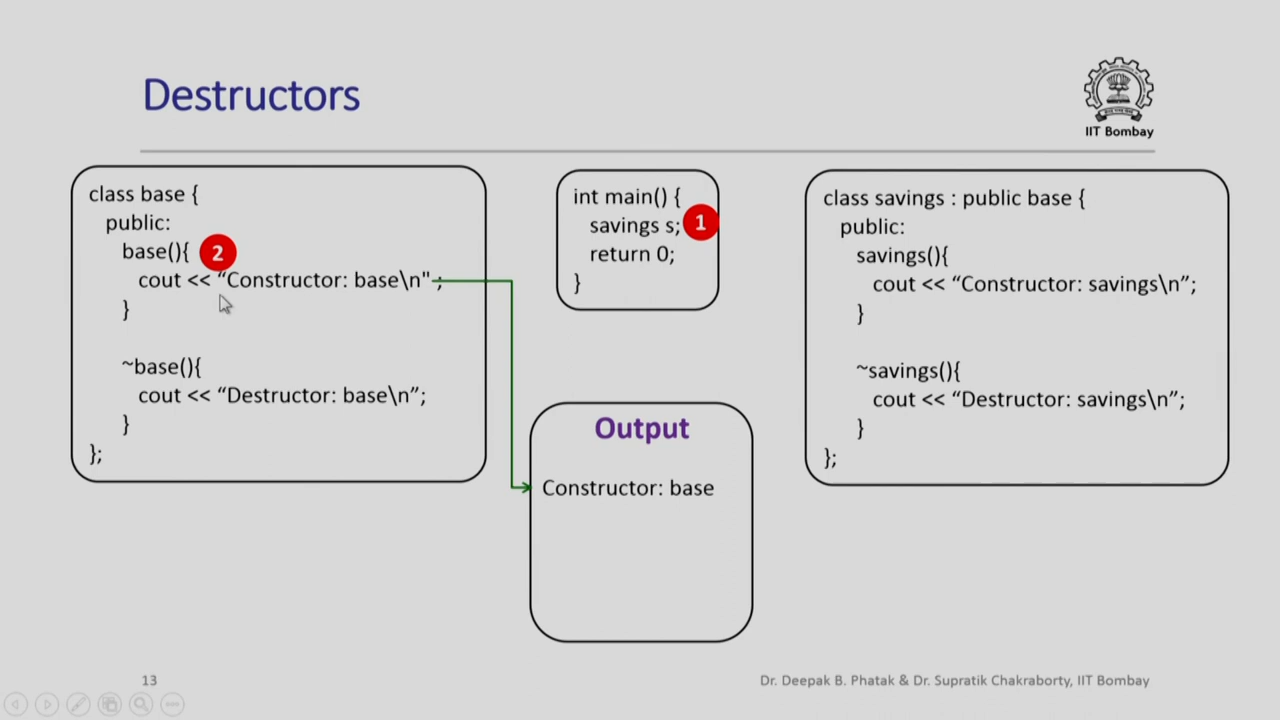 Destructors
IIT Bombay
class base {
public:
base(){
2
cout << “Constructor: base\n" ;
}
~base(){
cout << “Destructor: base\n”;
}
};
int main() {
savings s;
1
return 0;
}
class savings : public base {
public:
savings(){
cout << “Constructor: savings\n”;
}
~savings(){
cout << “Destructor: savings\n”;
}
};
Output
Constructor: base
13
Dr. Deepak B. Phatak & Dr. Supratik Chakraborty, IIT Bombay